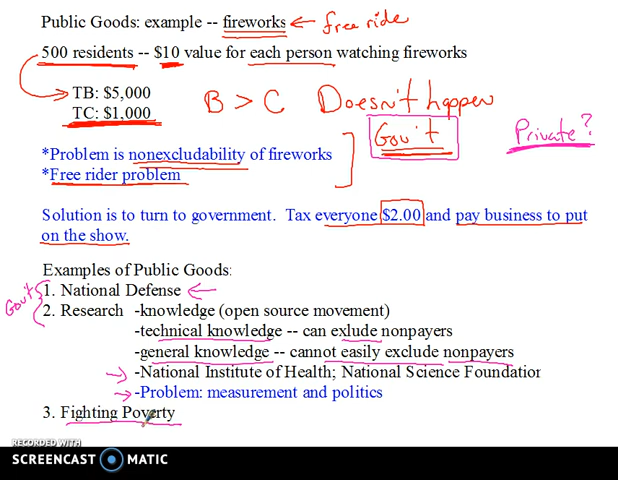 Public Goods: example -- fireworks free ride
500 residents -- $10 value for each person watching fireworks
TB: $5,000
B > C Doesn't happen
TC: $1,000
Gov't
Private?
*Problem is nonexcludability of fireworks
*Free rider problem
Solution is to turn to government. Tax everyone $2.00 and pay business to put
on the show.
Examples of Public Goods:
Gov't
1. National Defense
2. Research -knowledge (open source movement)
-technical knowledge -- can exlude nonpayers
-general knowledge -- cannot easily exclude nonpayers
-National Institute of Health; National Science Foundation
-Problem: measurement and politics
3. Fighting Poverty
RECORDED WITH
SCREENCAST MATIC